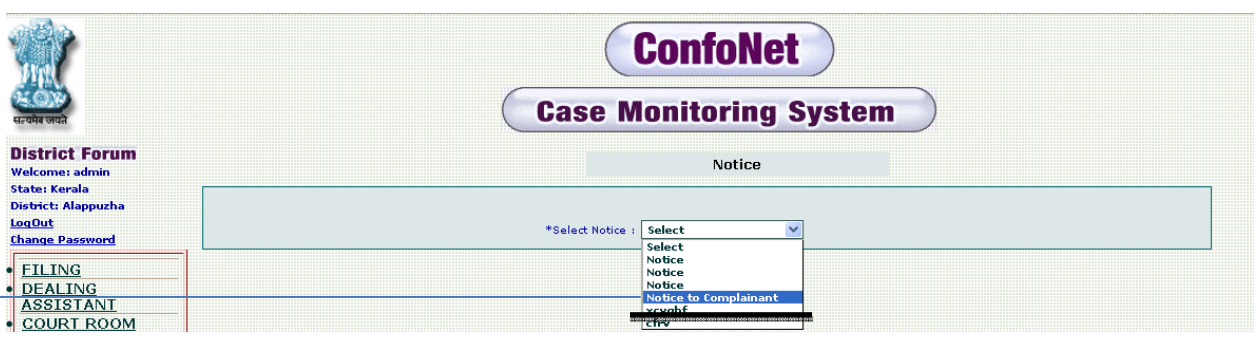 सत्यमेव जयते
ConfoNet
Case Monitoring System
District Forum
Welcome: admin
State: Kerala
District: Alappuzha
LogOut
Change Password
Notice
*Select Notice :
Select
Select
Notice
Notice
Notice
Notice to Complainant
FILING
DEALING
ASSISTANT
COURT ROOM